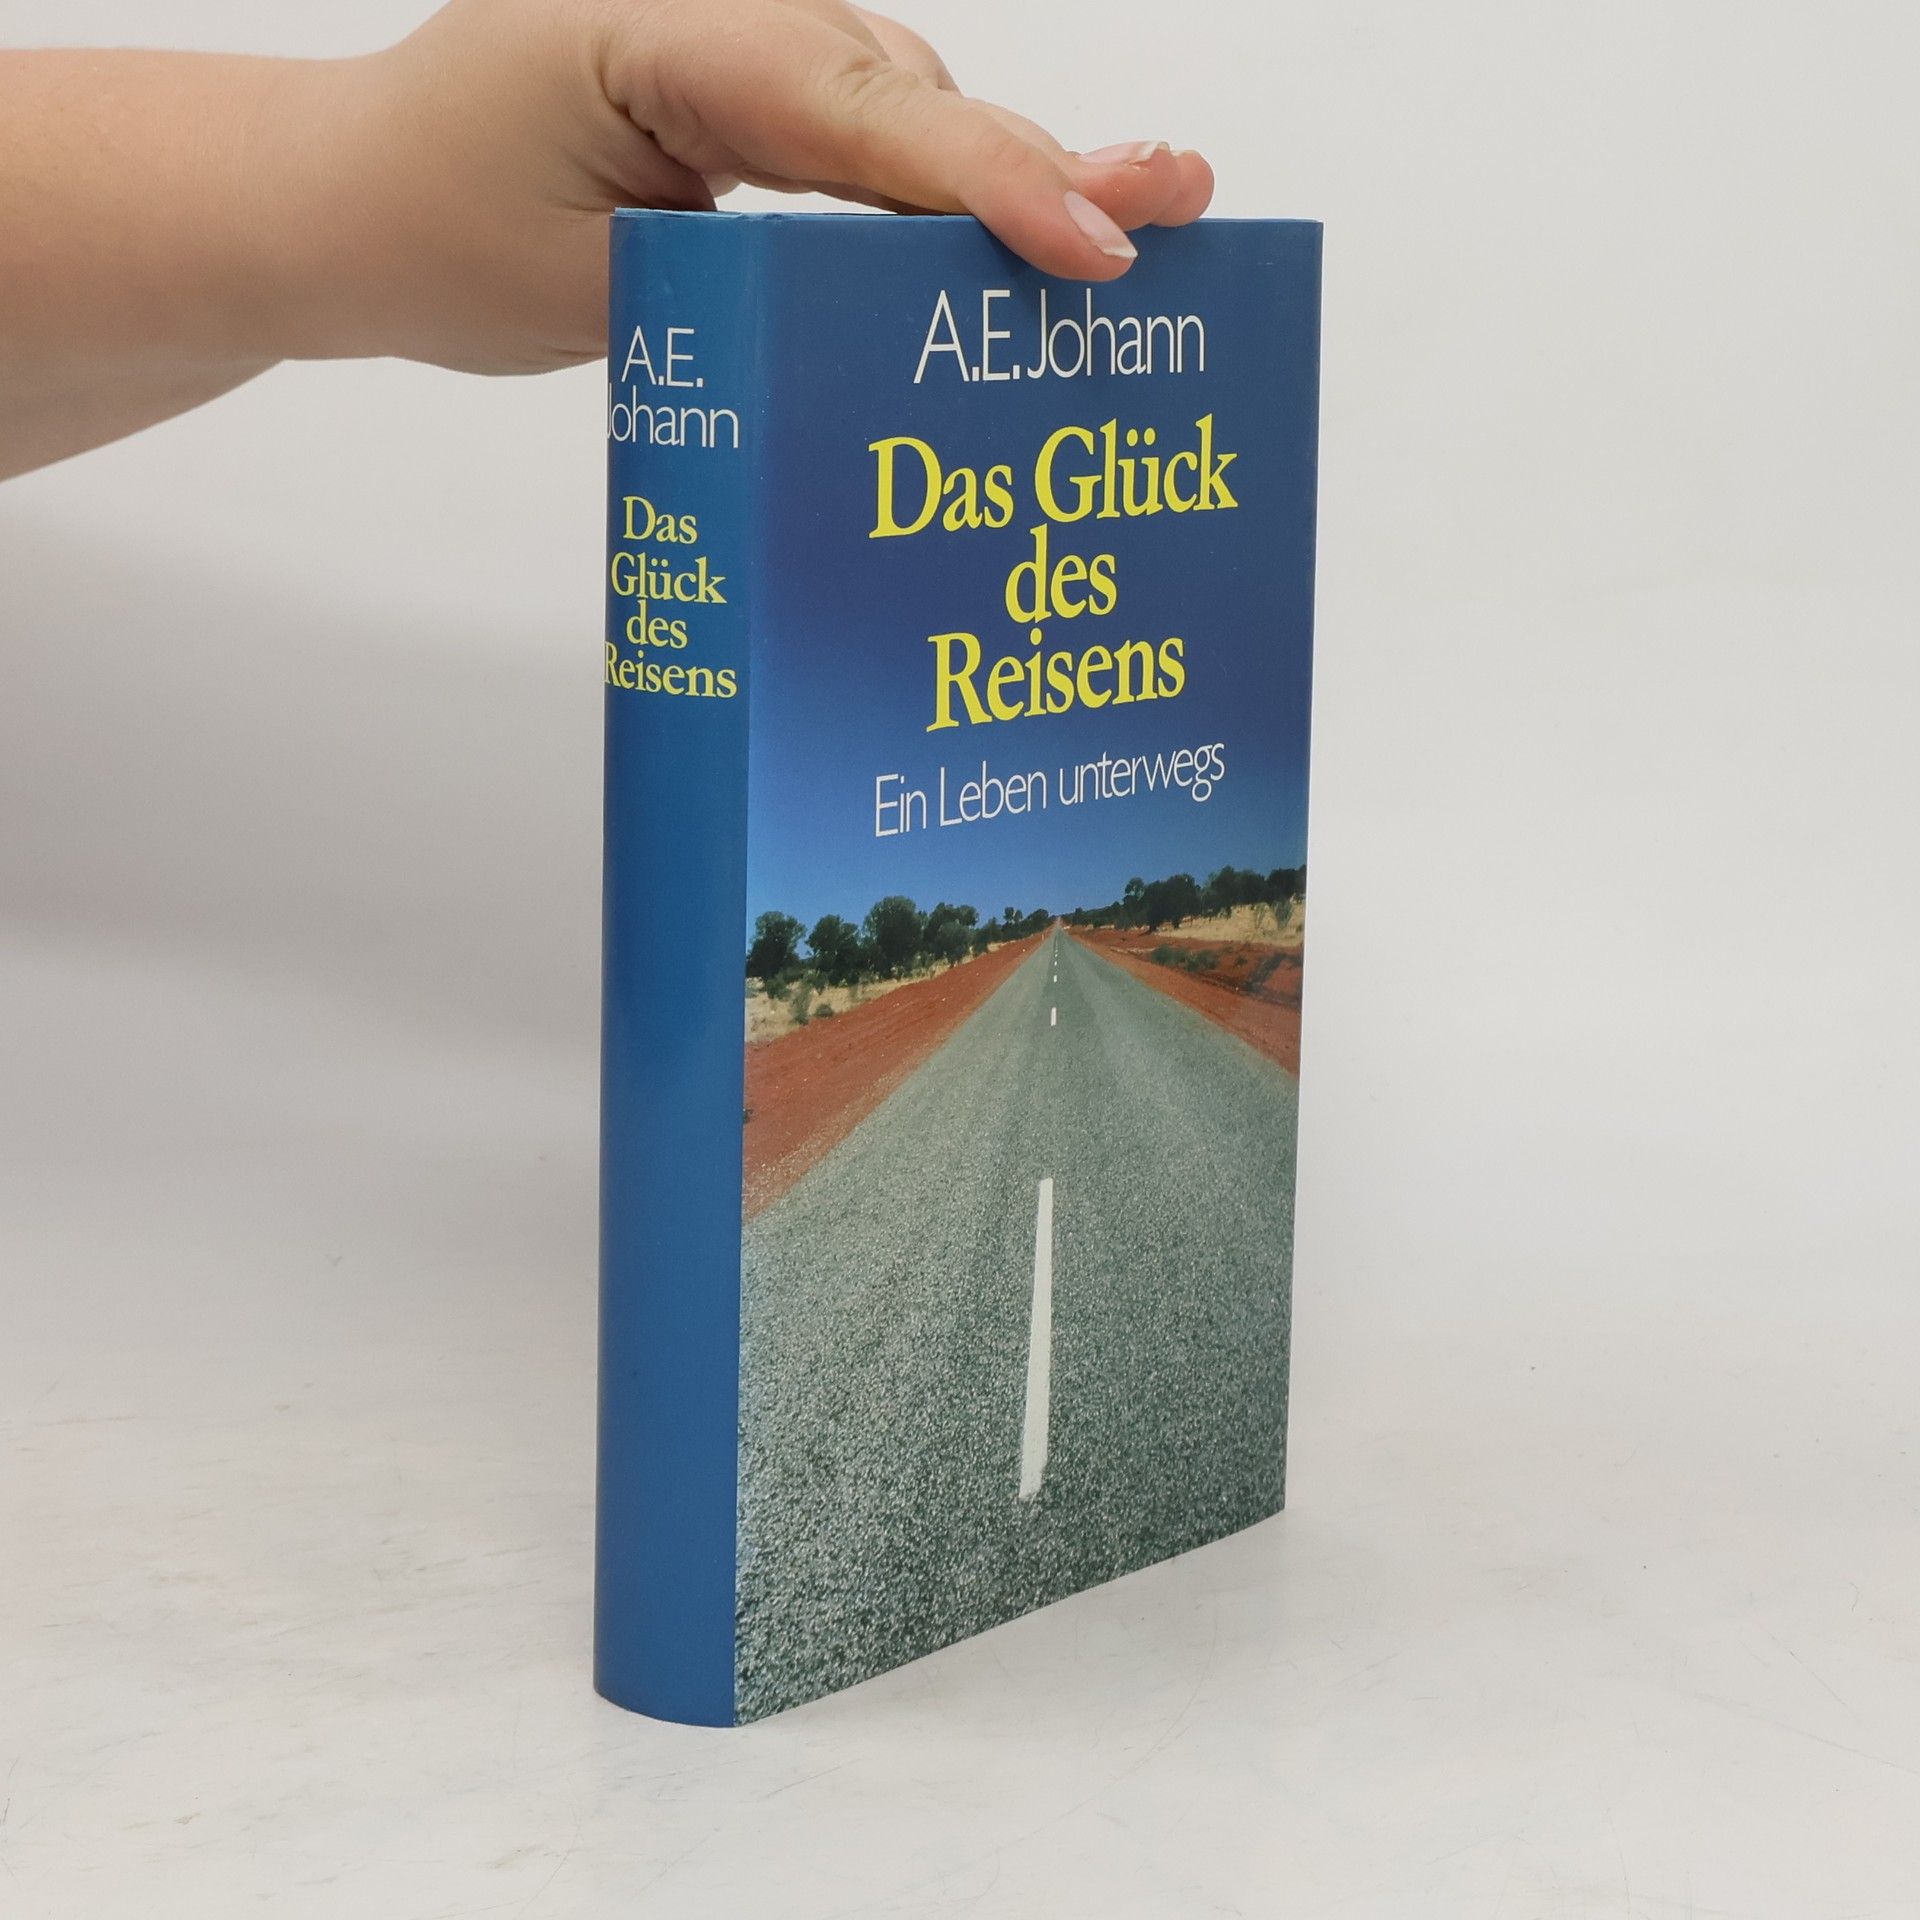 A.E.
Johann
Das
Glück
des
Reisens
A.E. Johann
Das Glück
des
Reisens
Ein Leben unterwegs